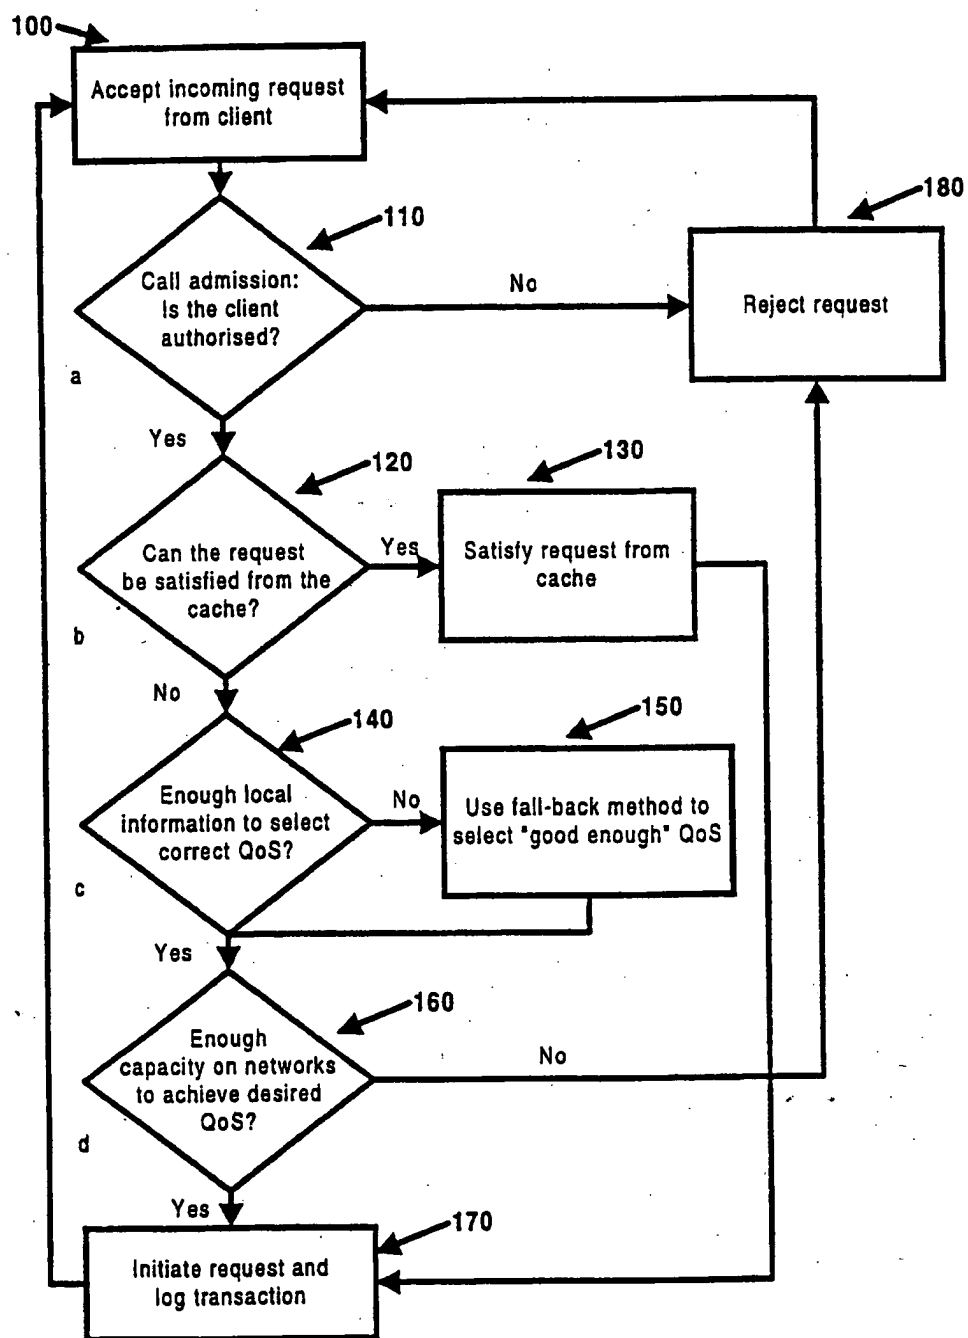 100
Accept incoming request
from client
110
180
Call admission:
Is the client
authorised?
No
Reject request
a
Yes
120
130
Can the request
be satisfied from the
cache?
Yes
Satisfy request from
cache
b
No
140
150
Enough local
information to select
correct QoS?
No
Use fall-back method to
select "good enough" QoS
c
Yes
160
Enough
capacity on networks
to achieve desired
QoS?
No
d
Yes
170
Initiate request and
log transaction